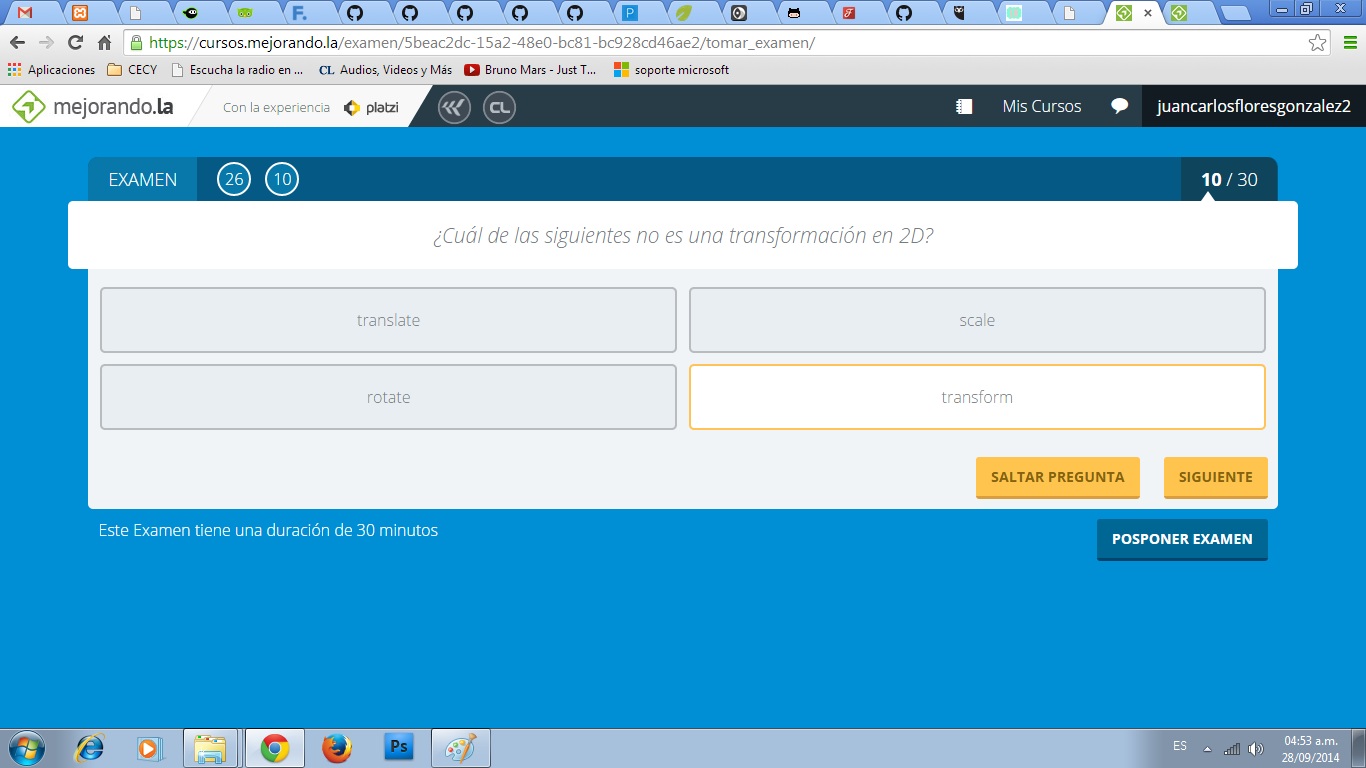 https://cursos.mejorando.la/examen/5beac2dc-15a2-48e0-bc81-bc928cd46ae2/tomar_examen/
Aplicaciones CECY Escucha la radio en ... CL Audios, Videos y Más Bruno Mars - Just T... soporte microsoft
mejorando.la Con la experiencia platzi CL Mis Cursos juancarlosfloresgonzalez2
EXAMEN 26 10 10 / 30
¿Cuál de las siguientes no es una transformación en 2D?
translate scale
rotate transform
SALTAR PREGUNTA SIGUIENTE
Este Examen tiene una duración de 30 minutos
POSPONER EXAMEN
Ps ES 04:53 a.m.
28/09/2014